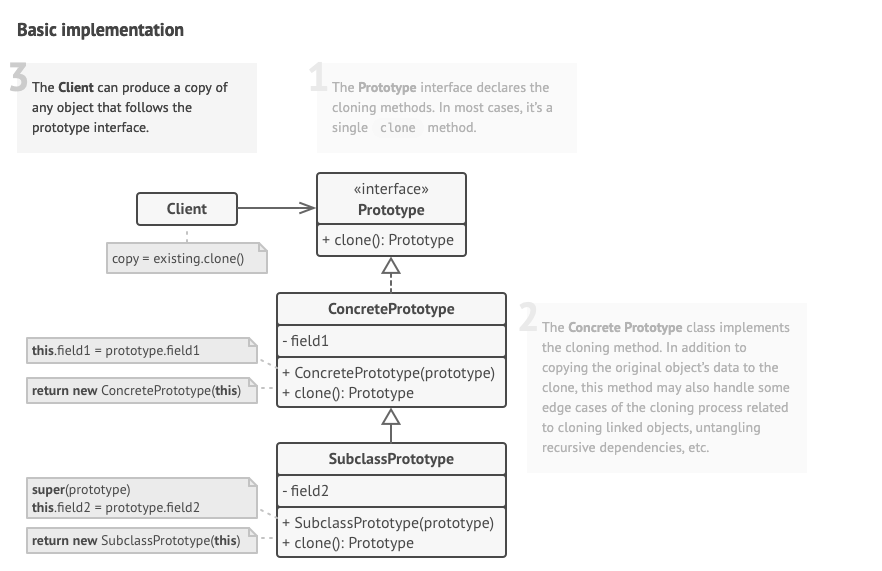 Basic implementation
3
The Client can produce a copy of
any object that follows the
prototype interface.
1
The Prototype interface declares the
cloning methods. In most cases, it's a
single clone method.
«interface»
Prototype
+ clone(): Prototype
Client
copy = existing.clone()
ConcretePrototype
- field1
+ ConcretePrototype(prototype)
+ clone(): Prototype
this.field1 = prototype.field1
return new ConcretePrototype(this)
2
The Concrete Prototype class implements
the cloning method. In addition to
copying the original object's data to the
clone, this method may also handle some
edge cases of the cloning process related
to cloning linked objects, untangling
recursive dependencies, etc.
SubclassPrototype
- field2
+ SubclassPrototype(prototype)
+ clone(): Prototype
super(prototype)
this.field2 = prototype.field2
return new SubclassPrototype(this)